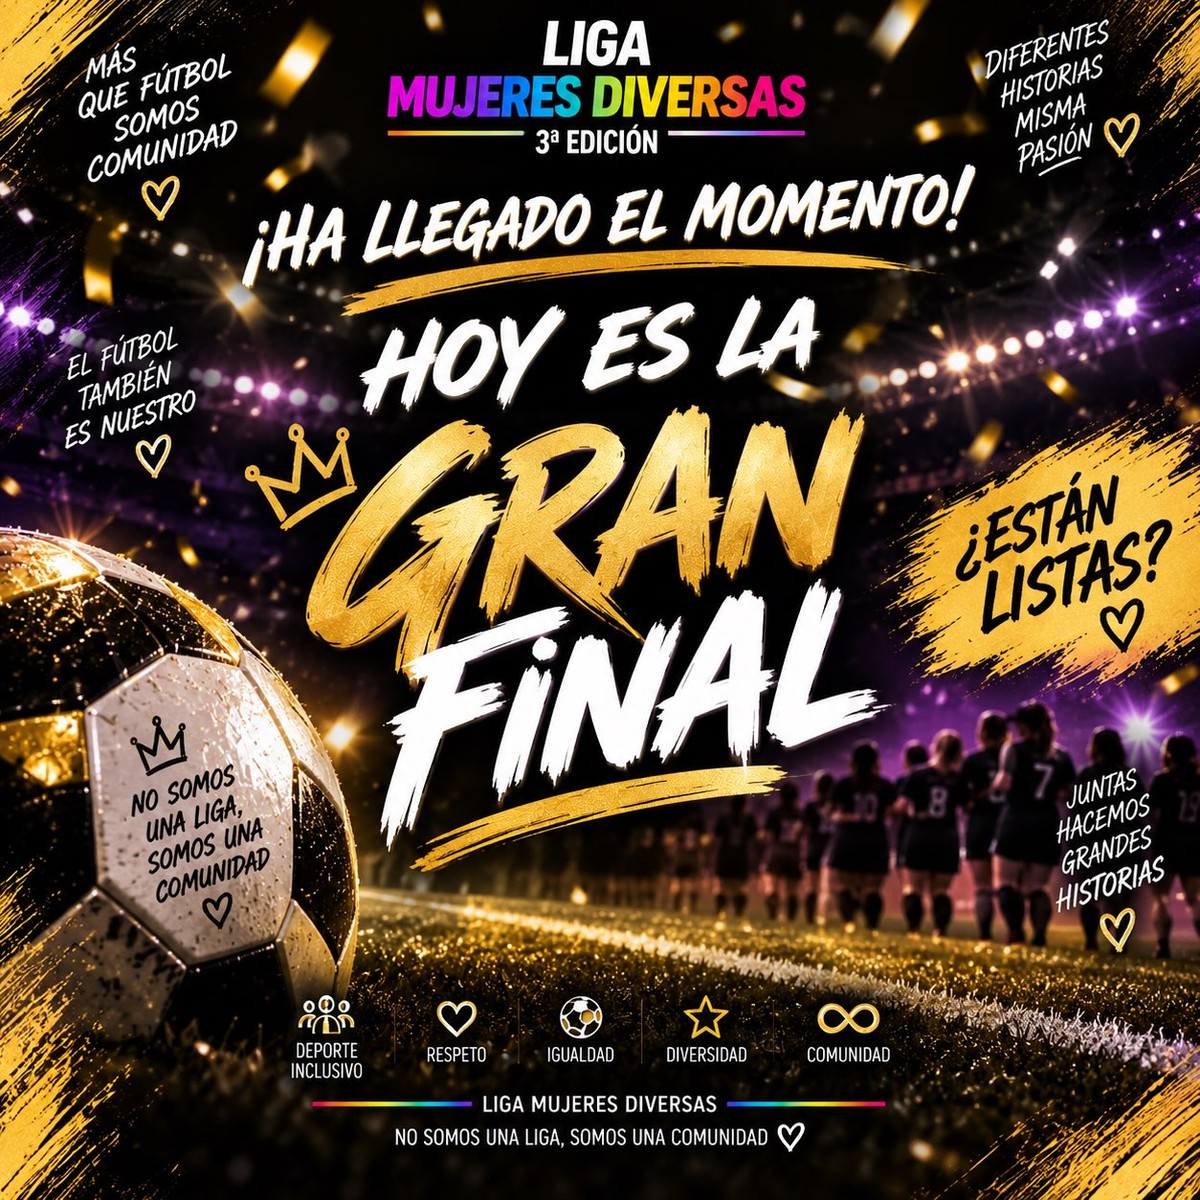 LIGA
MUJERES DIVERSAS
3ª EDICIÓN
MÁS
QUE FÚTBOL
SOMOS
COMUNIDAD
DIFERENTES
HISTORIAS
MISMA
PASIÓN
¡HA LLEGADO EL MOMENTO!
HOY ES LA
GRAN
FINAL
EL FÚTBOL
TAMBIÉN
ES NUESTRO
¿ESTÁN
LISTAS?
NO SOMOS
UNA LIGA,
SOMOS UNA
COMUNIDAD
10
8
7
JUNTAS
HACEMOS
GRANDES
HISTORIAS
DEPORTE
INCLUSIVO
RESPETO
IGUALDAD
DIVERSIDAD
COMUNIDAD
LIGA MUJERES DIVERSAS
NO SOMOS UNA LIGA, SOMOS UNA COMUNIDAD